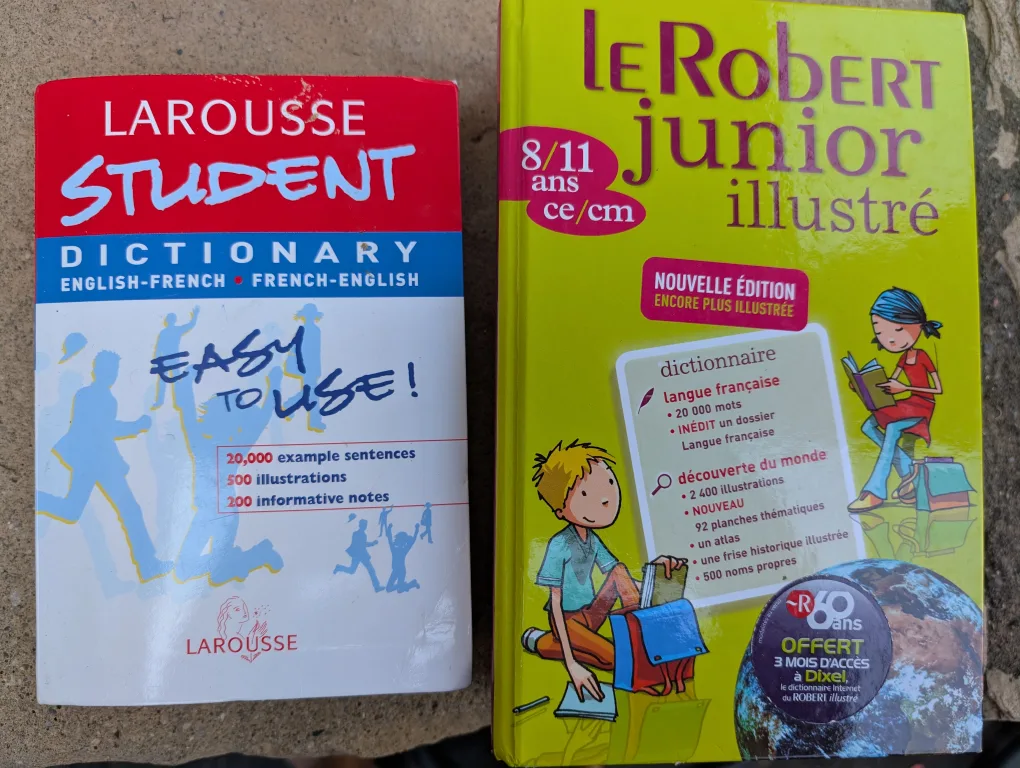 LAROUSSE
STUDENT
DICTIONARY
ENGLISH-FRENCH • FRENCH-ENGLISH
EASY
TO USE!
20,000 example sentences
500 illustrations
200 informative notes
LAROUSSE
LE ROBERT
junior
illustré
8/11
ans
ce/cm
NOUVELLE ÉDITION
ENCORE PLUS ILLUSTRÉE
dictionnaire
langue française
• 20 000 mots
• INÉDIT un dossier
Langue française
découverte du monde
• 2 400 illustrations
• NOUVEAU
92 planches thématiques
• un atlas
• une frise historique illustrée
• 500 noms propres
R 60
ans
OFFERT
3 MOIS D'ACCÈS
à Dixel,
le dictionnaire Internet
du ROBERT illustré